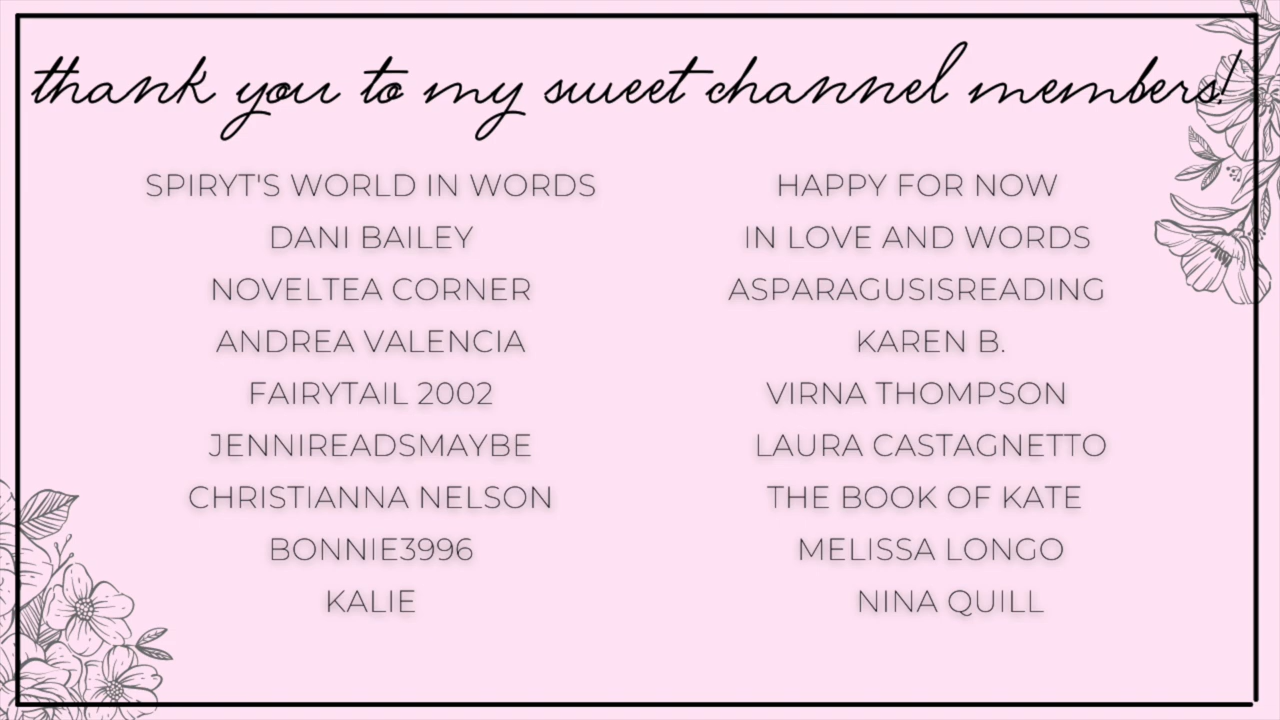 thank you to my sweet channel members!
SPIRYT'S WORLD IN WORDS
DANI BAILEY
NOVELTEA CORNER
ANDREA VALENCIA
FAIRYTAIL 2002
JENNIREADSMAYBE
CHRISTIANNA NELSON
BONNIE3996
KALIE
HAPPY FOR NOW
IN LOVE AND WORDS
ASPARAGUSISREADING
KAREN B.
VIRNA THOMPSON
LAURA CASTAGNETTO
THE BOOK OF KATE
MELISSA LONGO
NINA QUILL